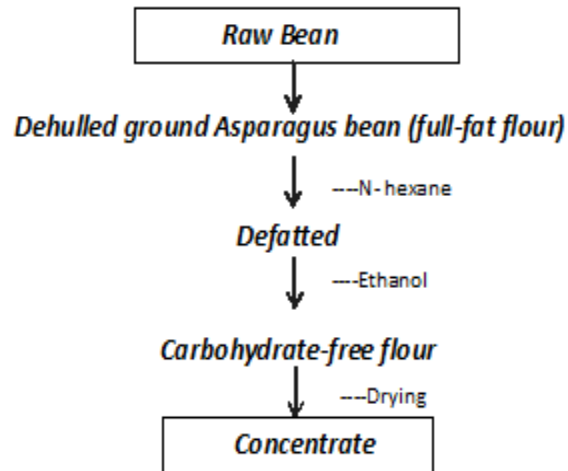 Raw Bean
Dehulled ground Asparagus bean (full-fat flour)
----N- hexane
Defatted
----Ethanol
Carbohydrate-free flour
----Drying
Concentrate